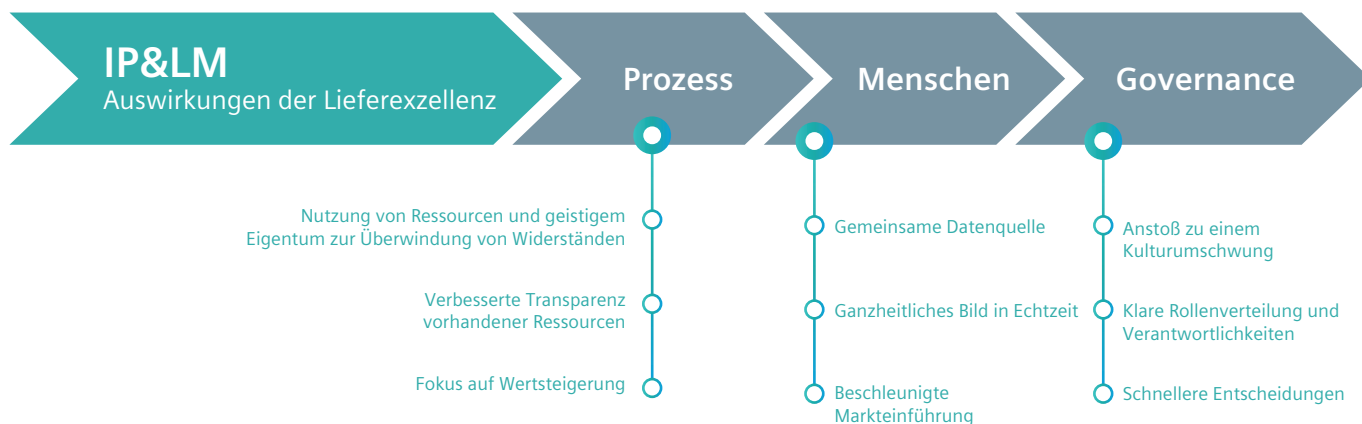 IP&LM
Auswirkungen der Lieferexzellenz
Prozess
Menschen
Governance
Nutzung von Ressourcen und geistigem
Eigentum zur Überwindung von Widerständen
Verbesserte Transparenz
vorhandener Ressourcen
Fokus auf Wertsteigerung
Gemeinsame Datenquelle
Ganzheitliches Bild in Echtzeit
Beschleunigte
Markteinführung
Anstoß zu einem
Kulturumschwung
Klare Rollenverteilung und
Verantwortlichkeiten
Schnellere Entscheidungen